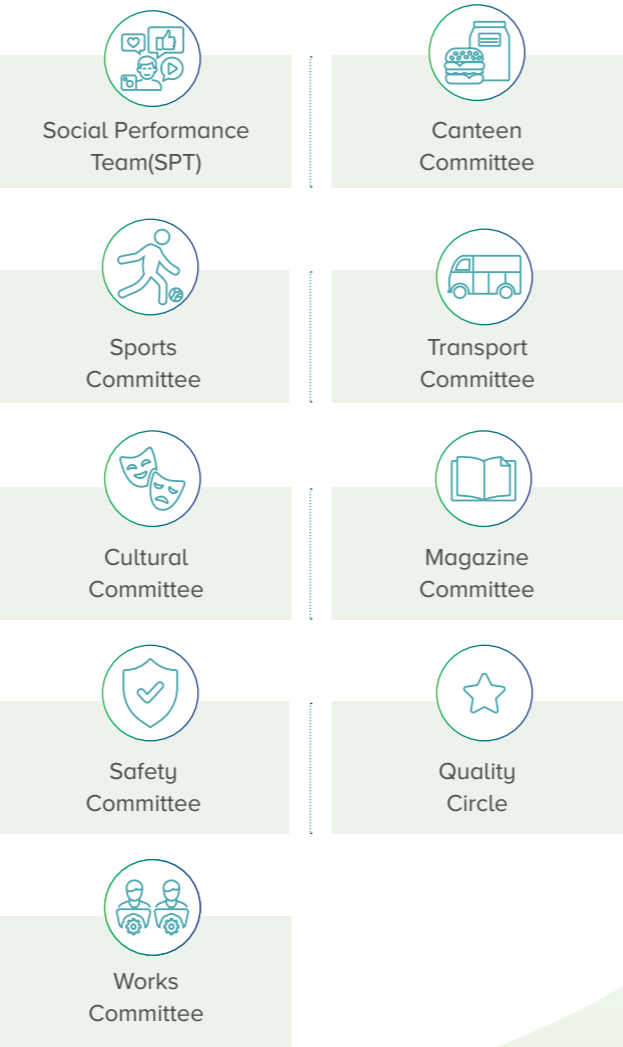 Social Performance
Team(SPT)
Canteen
Committee
Sports
Committee
Transport
Committee
Cultural
Committee
Magazine
Committee
Safety
Committee
Quality
Circle
Works
Committee